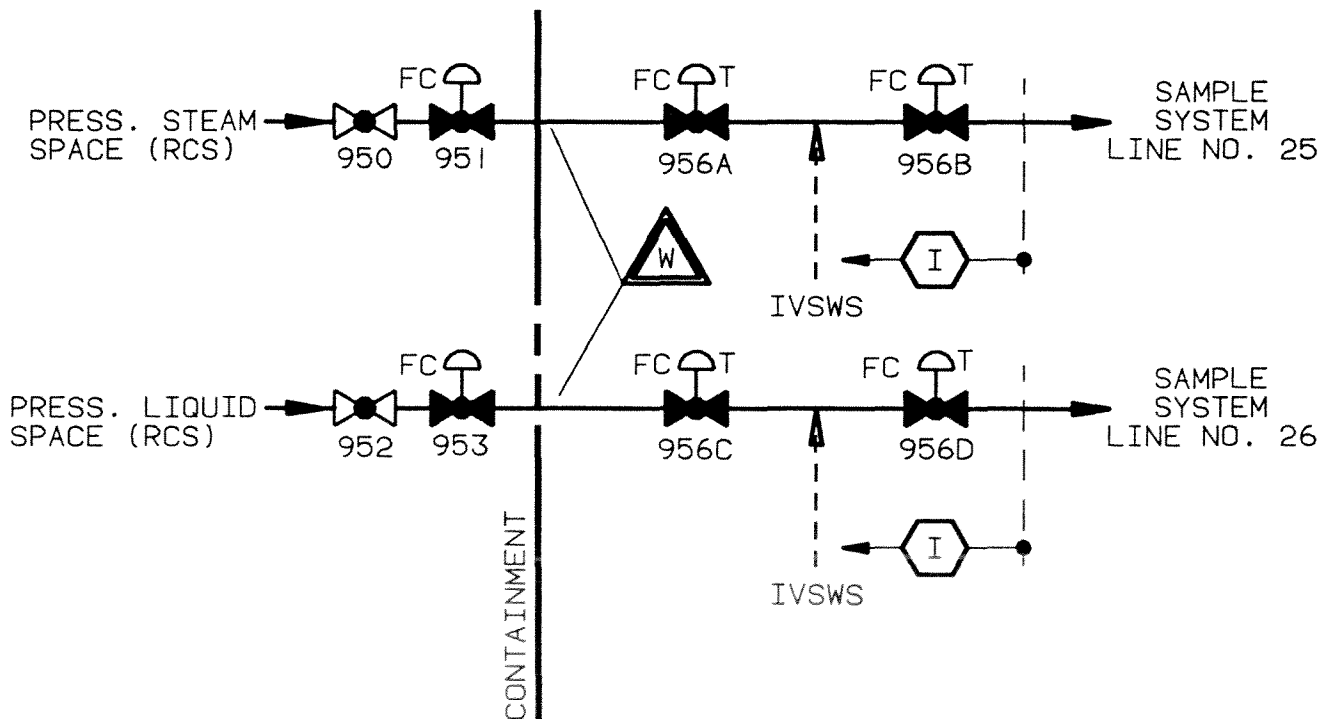 FC
FC T
FC T
PRESS. STEAM
SPACE (RCS)
950
951
956A
956B
SAMPLE
SYSTEM
LINE NO. 25
W
I
IVSWS
FC
FC T
FC T
PRESS. LIQUID
SPACE (RCS)
952
953
956C
956D
SAMPLE
SYSTEM
LINE NO. 26
I
IVSWS
CONTAINMENT